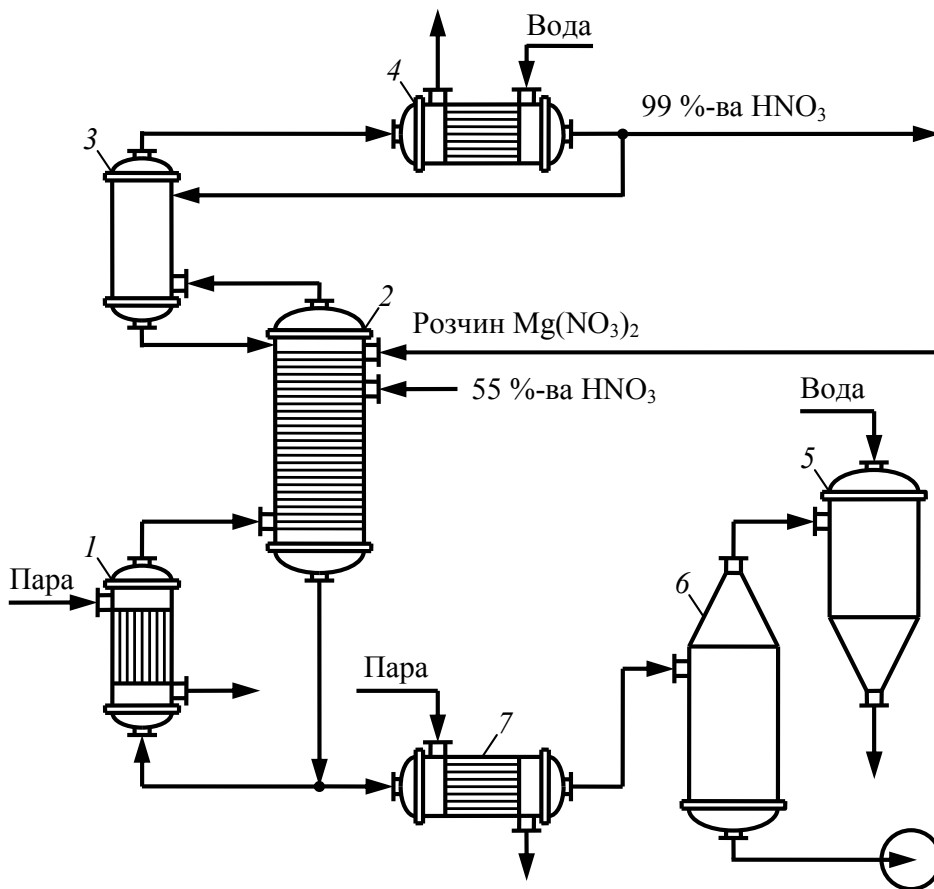 Вода
4
99 %-ва HNO₃
3
2
Розчин Mg(NO₃)₂
55 %-ва HNO₃
Вода
5
1
Пара
6
Пара
7